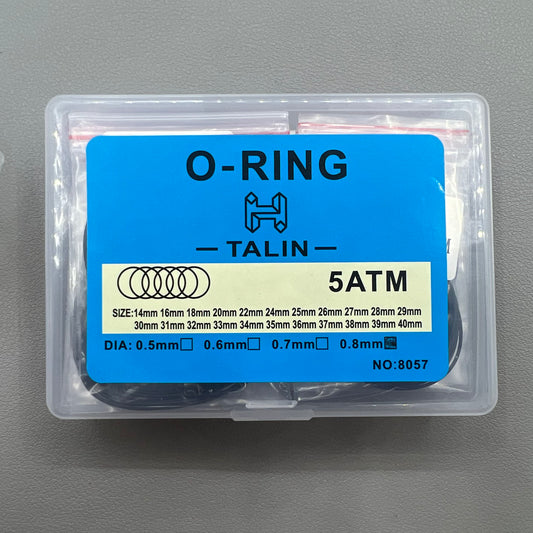 O-RING
— TALIN —
5ATM
SIZE:14mm 16mm 18mm 20mm 22mm 24mm 25mm 26mm 27mm 28mm 29mm
30mm 31mm 32mm 33mm 34mm 35mm 36mm 37mm 38mm 39mm 40mm
DIA: 0.5mm 0.6mm 0.7mm 0.8mm
NO:8057